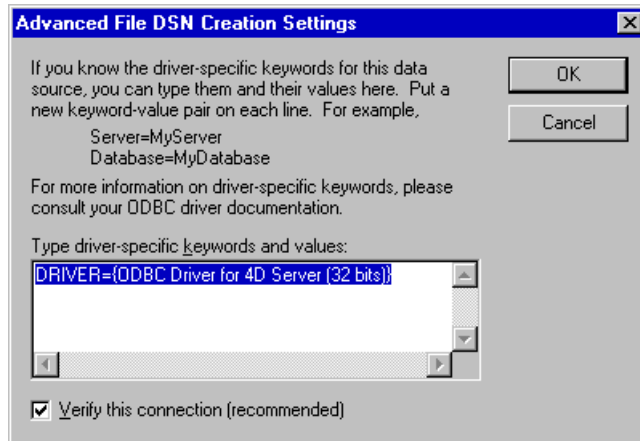 Advanced File DSN Creation Settings
If you know the driver-specific keywords for this data
source, you can type them and their values here. Put a
new keyword-value pair on each line. For example,
Server=MyServer
Database=MyDatabase
For more information on driver-specific keywords, please
consult your ODBC driver documentation.
Type driver-specific keywords and values:
DRIVER={ODBC Driver for 4D Server (32 bits)}
Verify this connection (recommended)
OK
Cancel